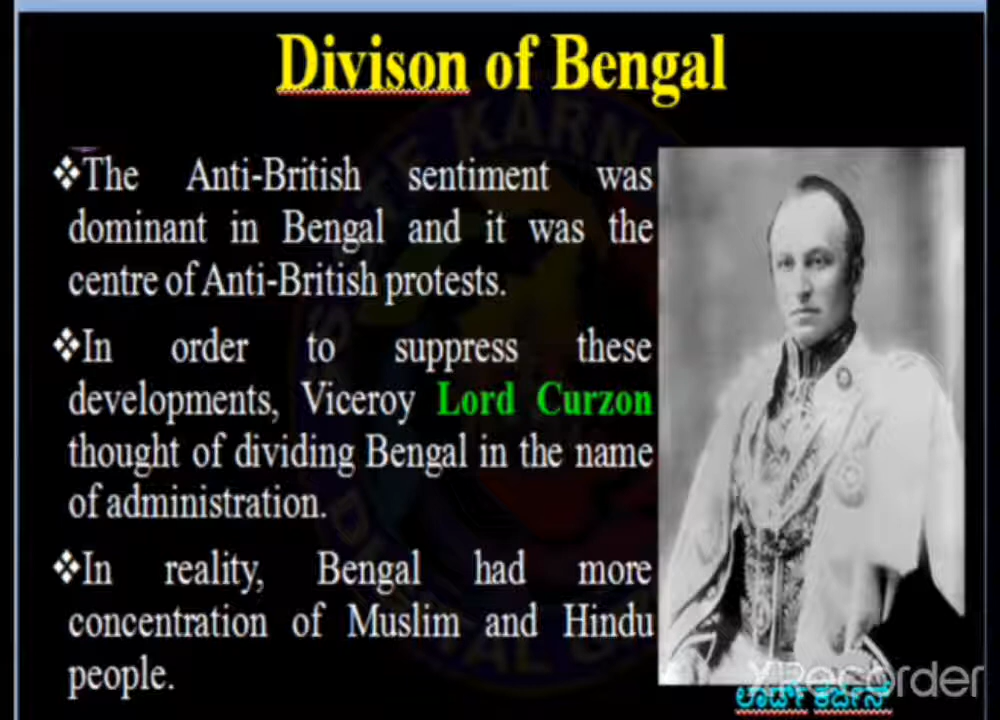 Divison of Bengal
❖The Anti-British sentiment was
dominant in Bengal and it was the
centre of Anti-British protests.
❖In order to suppress these
developments, Viceroy Lord Curzon
thought of dividing Bengal in the name
of administration.
❖In reality, Bengal had more
concentration of Muslim and Hindu
people.
XRecorder
ಲಾರ್ಡ್ ಕರ್ಜನ್